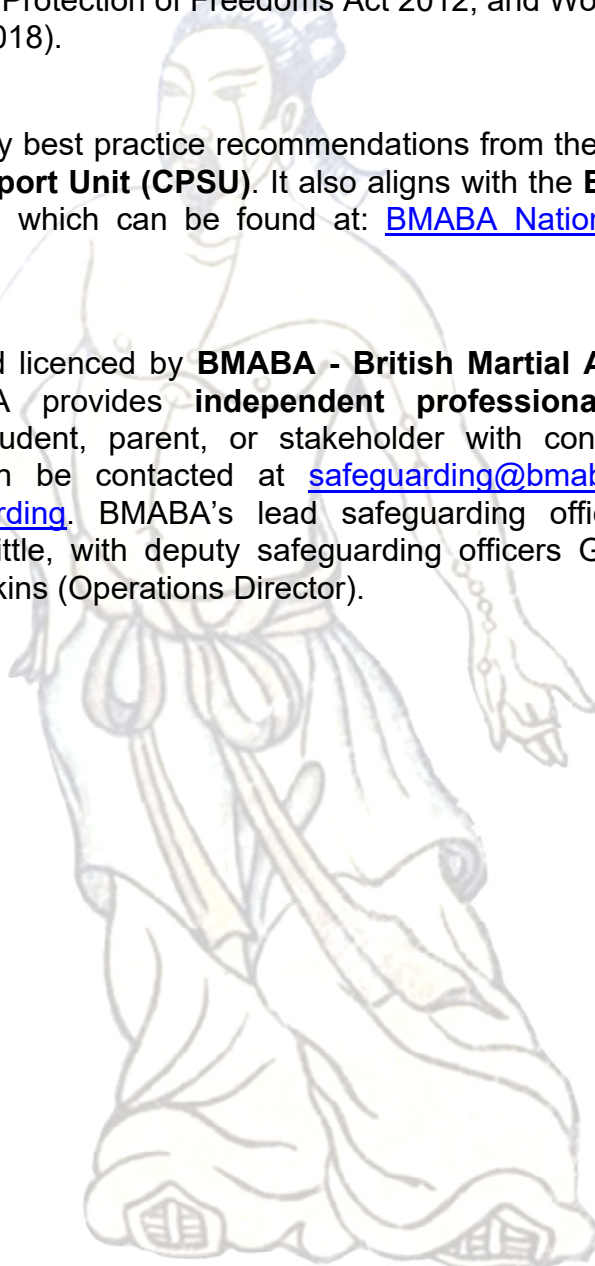 Protection of Freedoms Act 2012, and Wo
018).
y best practice recommendations from the
port Unit (CPSU). It also aligns with the E
which can be found at: BMABA Nation
d licenced by BMABA - British Martial A
A provides independent professiona
udent, parent, or stakeholder with con
n be contacted at safeguarding@bmab
rding. BMABA’s lead safeguarding offic
ittle, with deputy safeguarding officers G
kins (Operations Director).